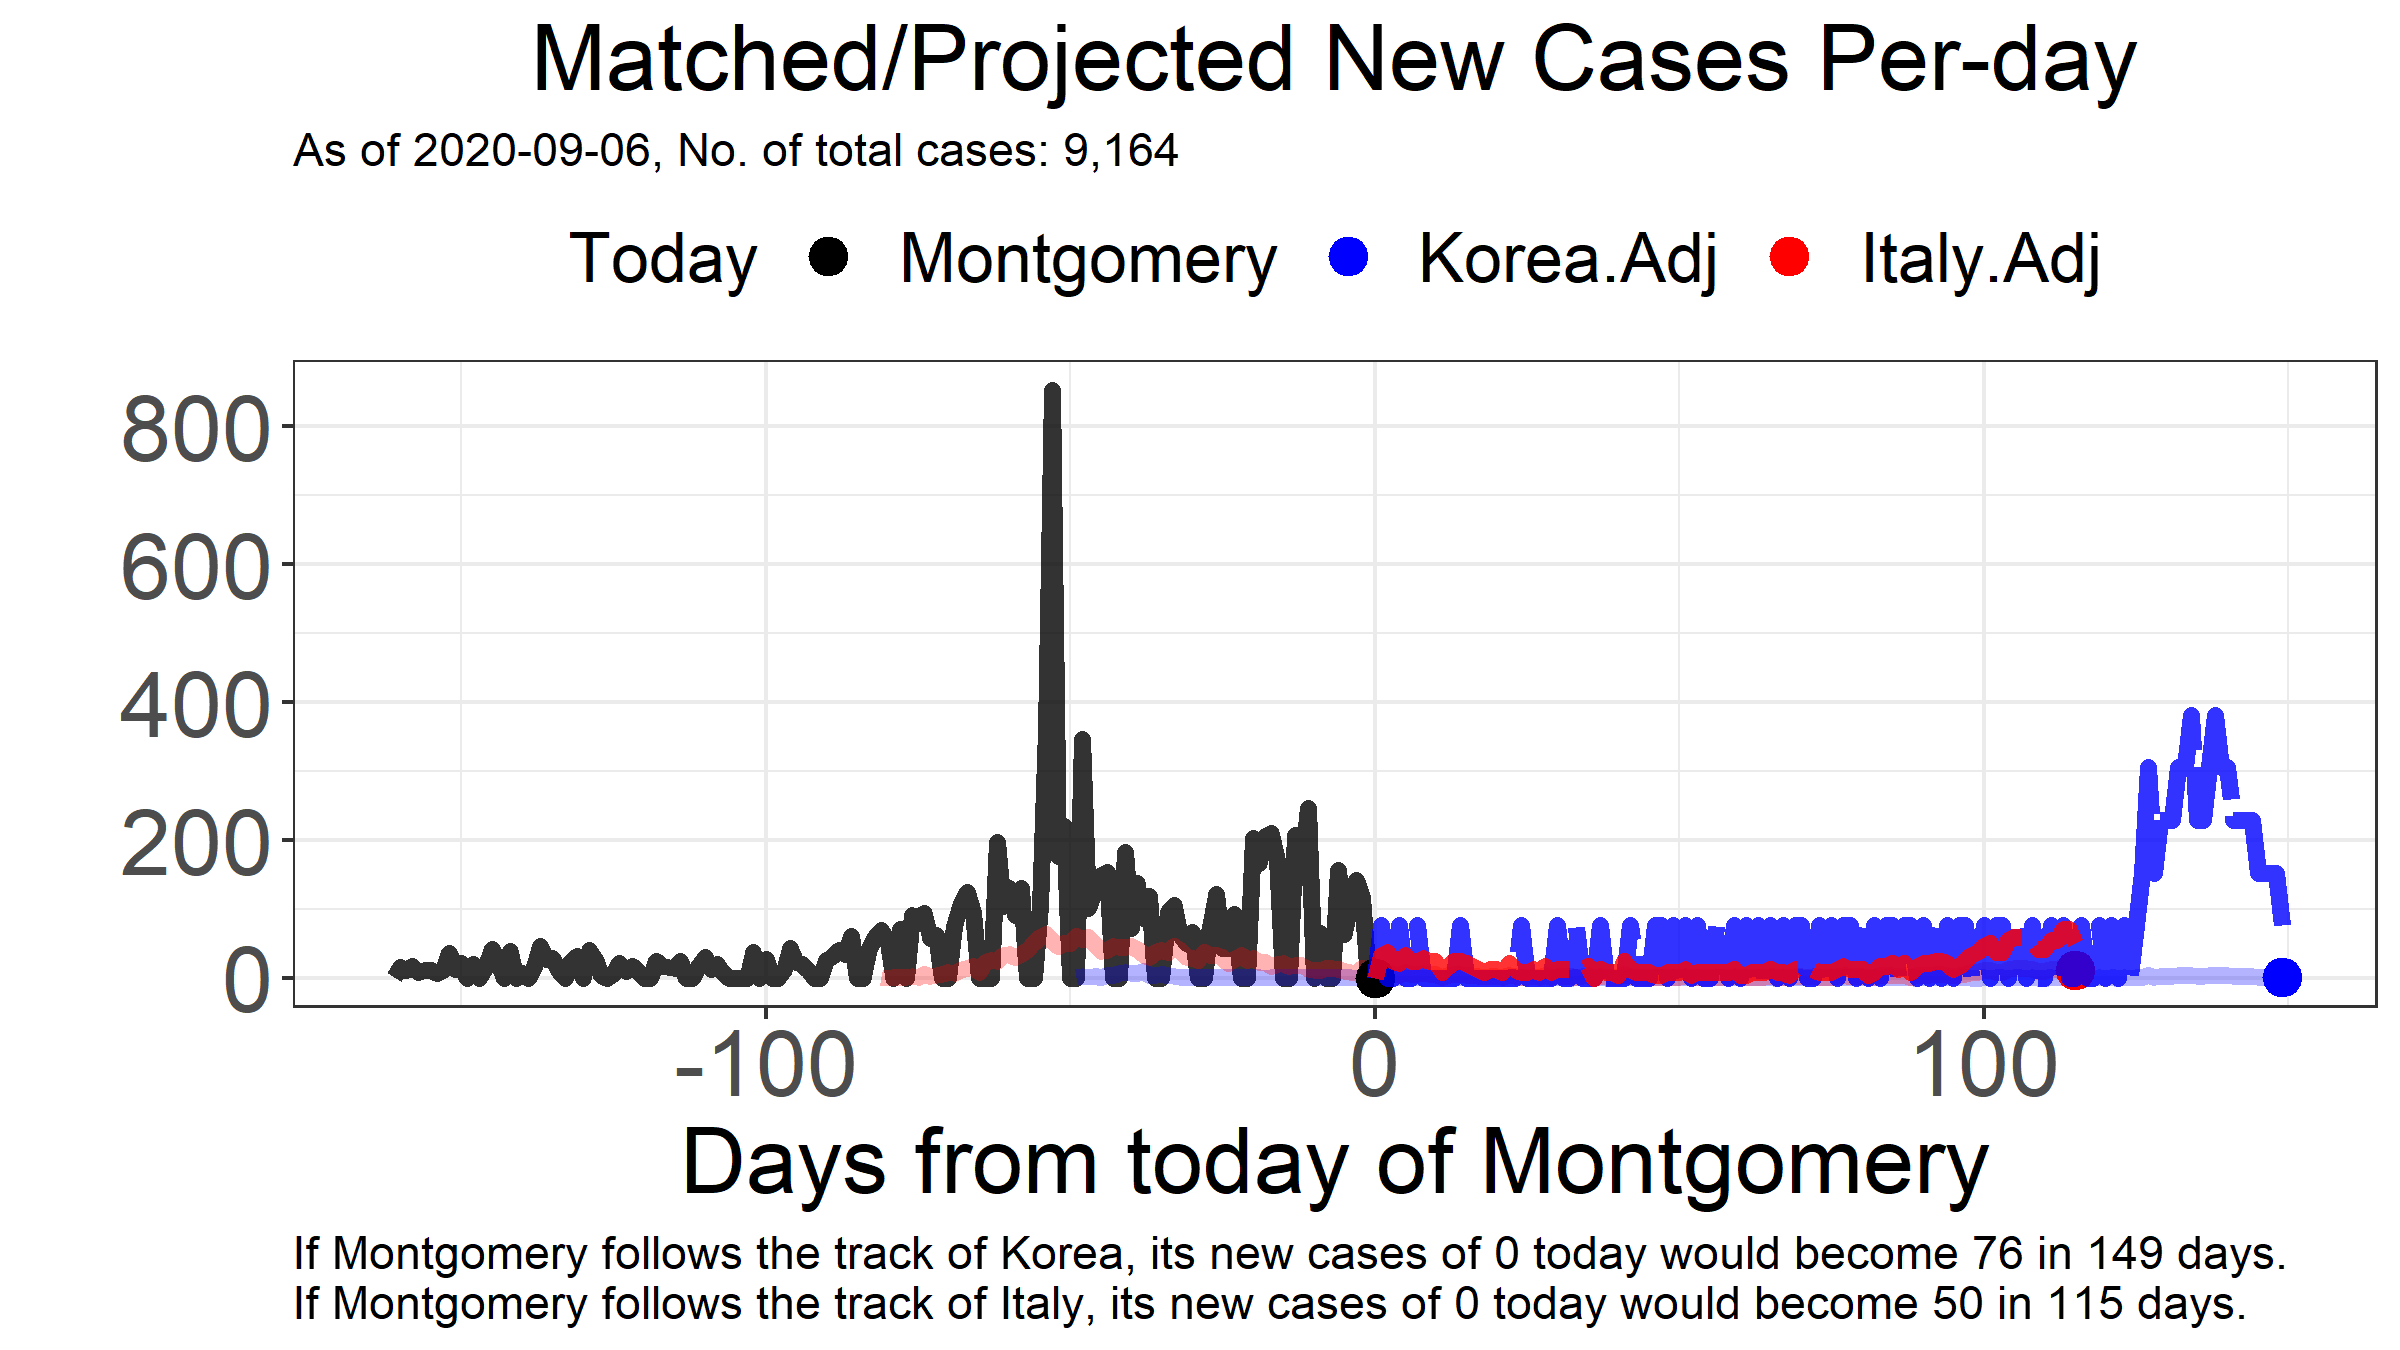 Matched/Projected New Cases Per-day
As of 2020-09-06, No. of total cases: 9,164
Today Montgomery Korea.Adj Italy.Adj
800
600
400
200
0
-100 0 100
Days from today of Montgomery
If Montgomery follows the track of Korea, its new cases of 0 today would become 76 in 149 days.
If Montgomery follows the track of Italy, its new cases of 0 today would become 50 in 115 days.